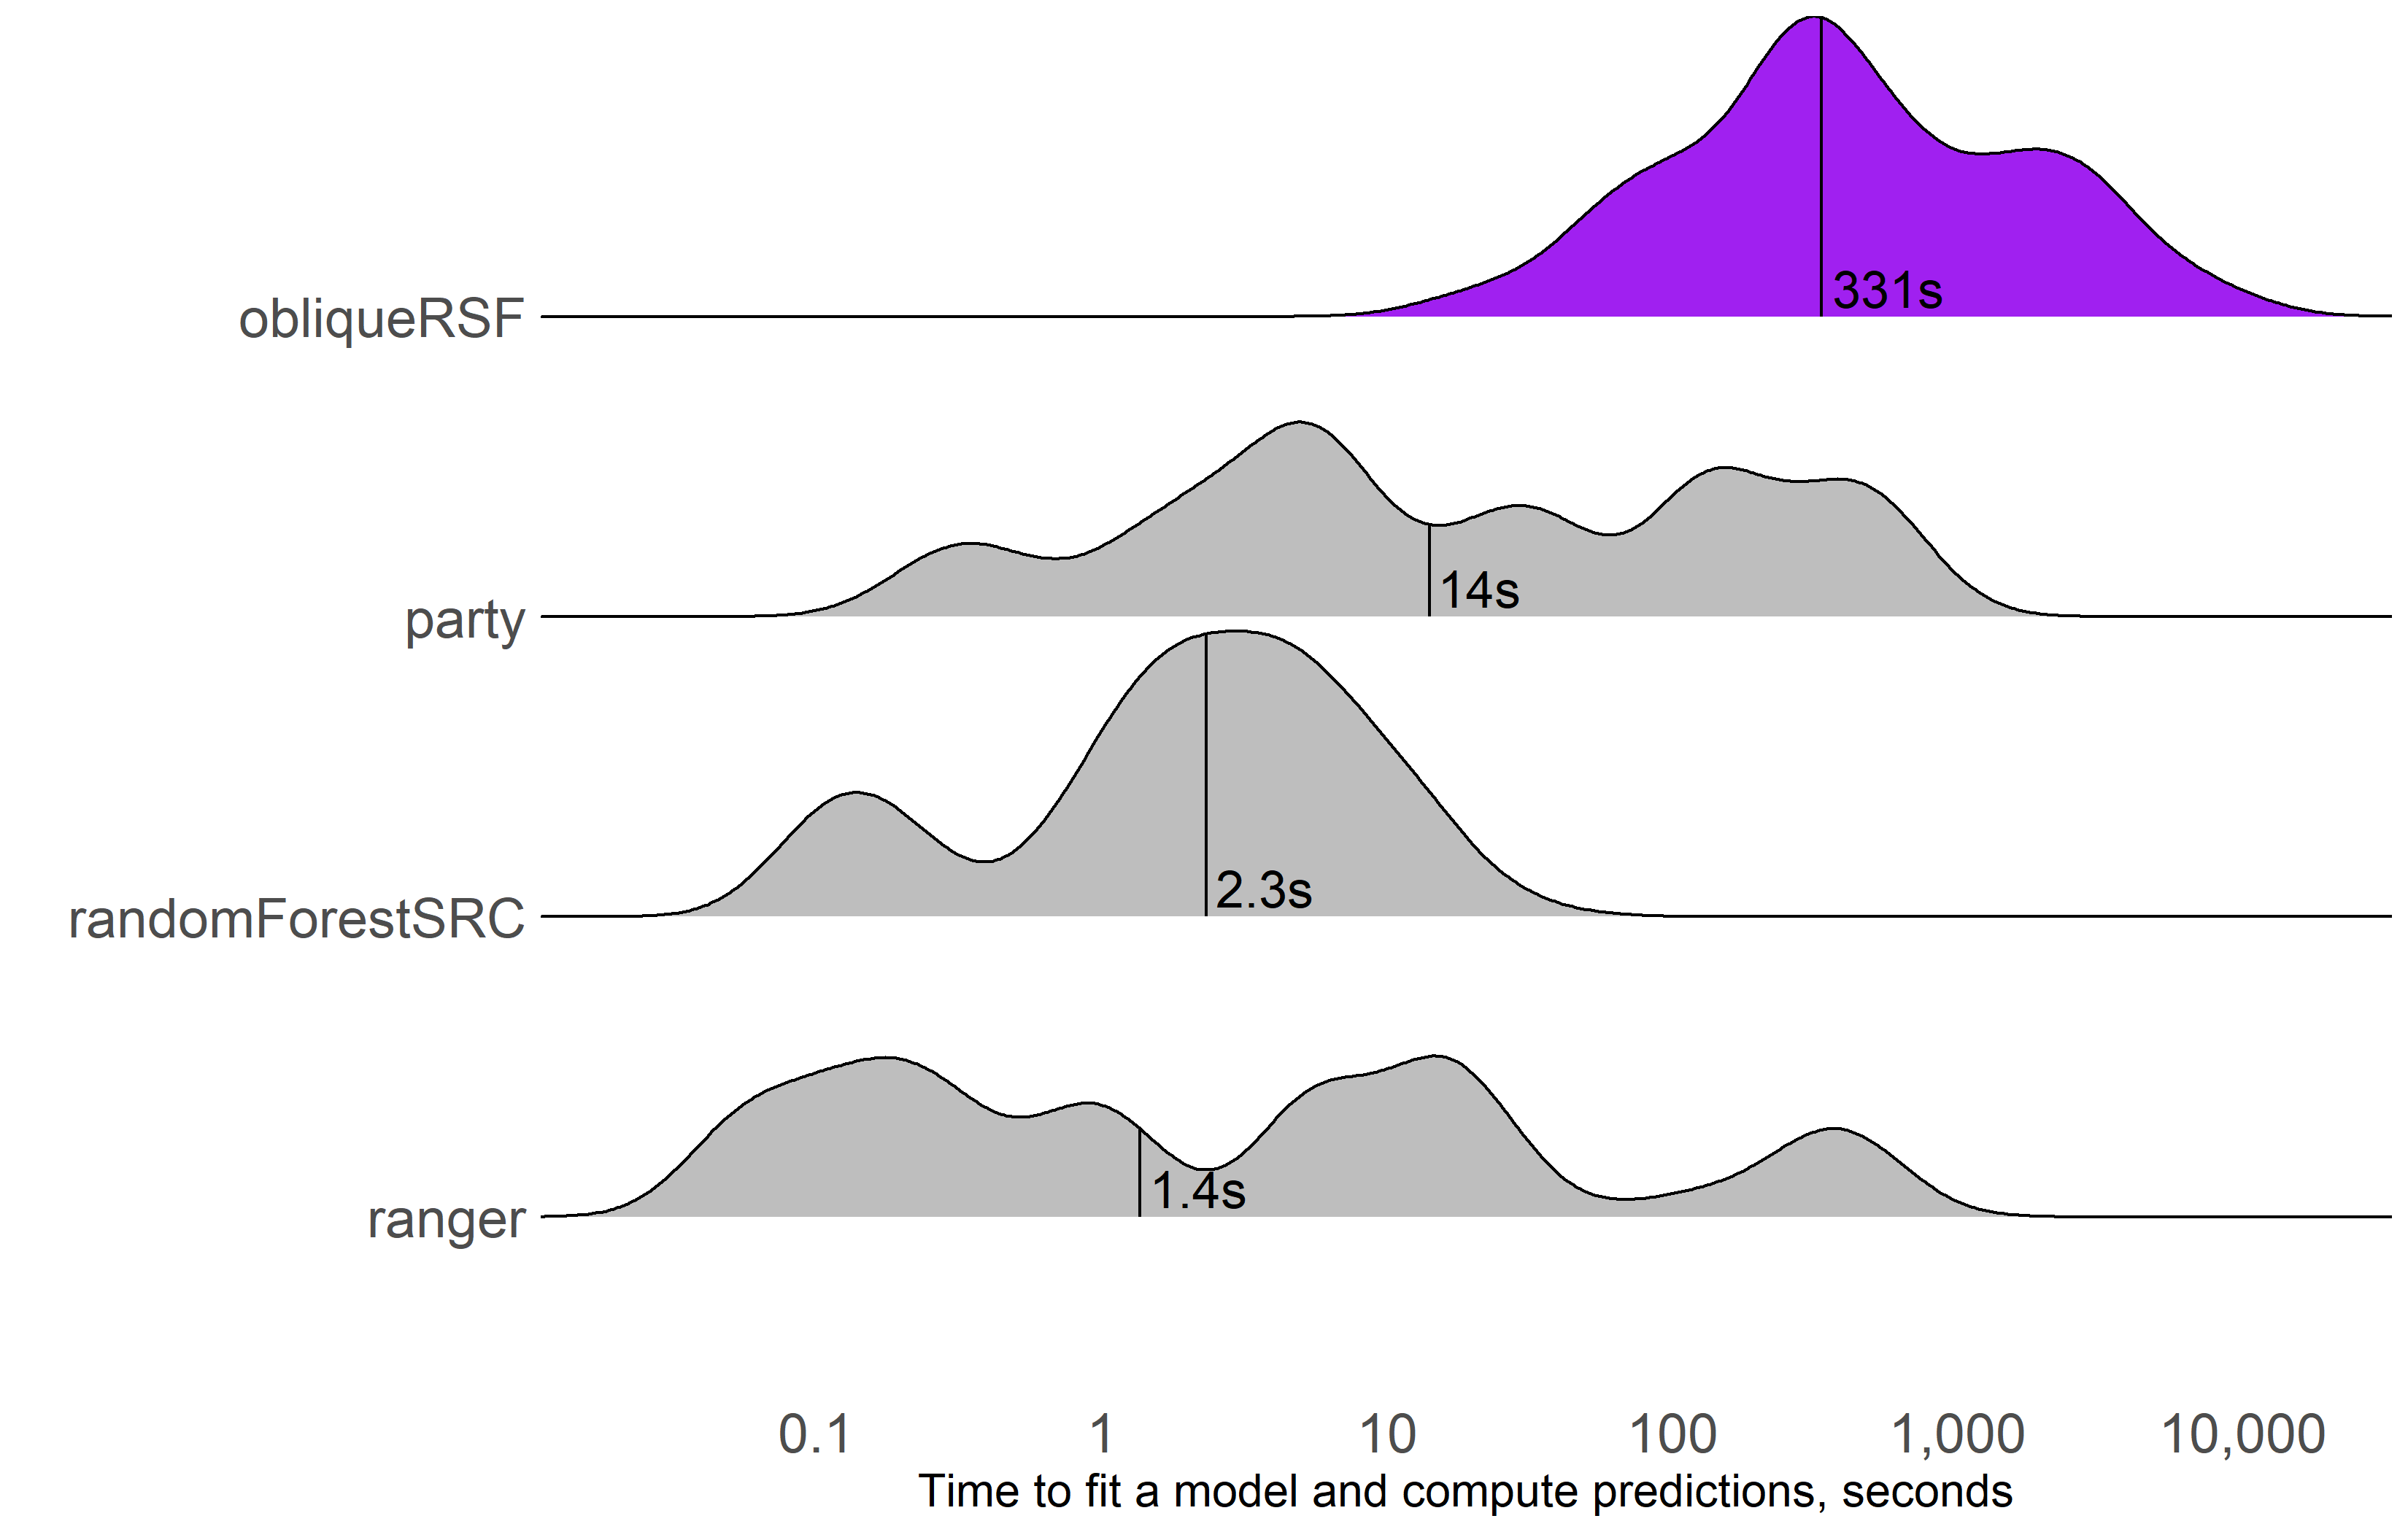 obliqueRSF
331s
party
14s
randomForestSRC
2.3s
ranger
1.4s
0.1 1 10 100 1,000 10,000
Time to fit a model and compute predictions, seconds